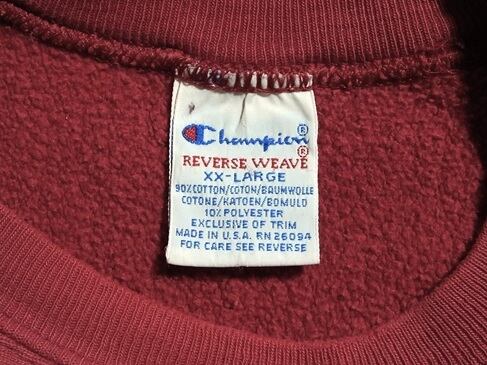 Champion®
REVERSE WEAVE®
XX-LARGE
90% COTTON/COTON/BAUMWOLLE
COTONE/KATOEN/BOMULD
10% POLYESTER
EXCLUSIVE OF TRIM
MADE IN U.S.A. RN 26094
FOR CARE SEE REVERSE